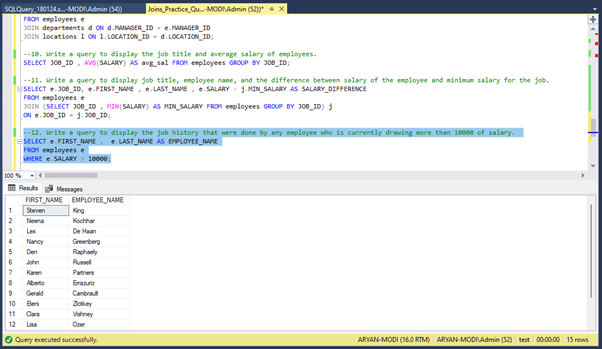 SQLQuery_180124.s...-MODI\Admin (54))
Joins_Practice_Qu...-MODI\Admin (52))*
FROM employees e
JOIN departments d ON d.MANAGER_ID = e.MANAGER_ID
JOIN locations l ON l.LOCATION_ID = d.LOCATION_ID;
--10. Write a query to display the job title and average salary of employees.
SELECT JOB_ID , AVG(SALARY) AS avg_sal FROM employees GROUP BY JOB_ID;
--11. Write a query to display job title, employee name, and the difference between salary of the employee and minimum salary for the job.
SELECT e.JOB_ID, e.FIRST_NAME , e.LAST_NAME , e.SALARY - j.MIN_SALARY AS SALARY_DIFFERENCE
FROM employees e
JOIN (SELECT JOB_ID , MIN(SALARY) AS MIN_SALARY FROM employees GROUP BY JOB_ID) j
ON e.JOB_ID = j.JOB_ID;
--12. Write a query to display the job history that were done by any employee who is currently drawing more than 10000 of salary.
SELECT e.FIRST_NAME , e.LAST_NAME AS EMPLOYEE_NAME
FROM employees e
WHERE e.SALARY > 10000;
100 %
Results Messages
FIRST_NAME EMPLOYEE_NAME
1 Steven King
2 Neena Kochhar
3 Lex De Haan
4 Nancy Greenberg
5 Den Raphaely
6 John Russell
7 Karen Partners
8 Alberto Errazuriz
9 Gerald Cambrault
10 Eleni Zlotkey
11 Clara Vishney
12 Lisa Ozer
Query executed successfully. ARYAN-MODI (16.0 RTM) ARYAN-MODI\Admin (52) test 00:00:00 15 rows